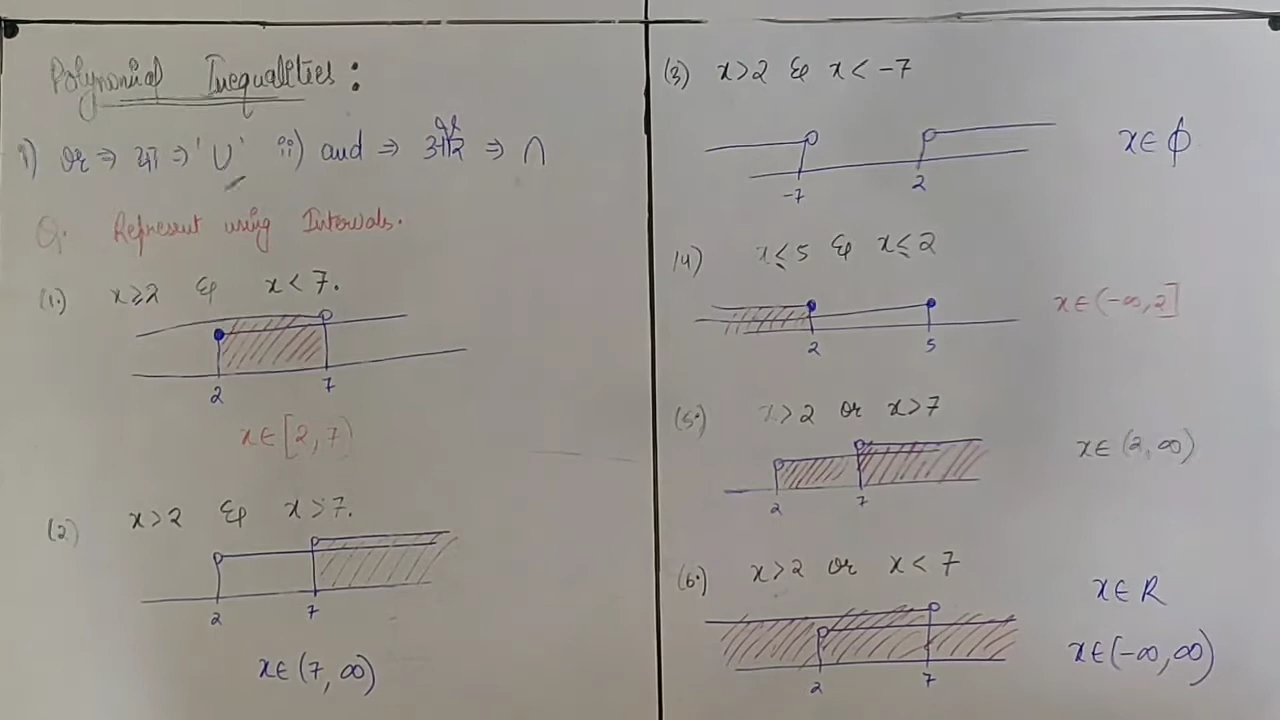 Polynomial Inequalities :
i) or ⇒ या ⇒ 'U' ii) and ⇒ और ⇒ ∩
Q. Represent using Intervals.
(1.) x≥2 & x<7.
2 7
x∈[2,7)
(2) x>2 & x>7.
2 7
x∈(7,∞)
(3) x>2 & x<-7
-7 2
x∈ϕ
(4) x≤5 & x≤2
2 5
x∈(-∞,2]
(5.) x>2 or x>7
2 7
x∈(2,∞)
(6.) x>2 or x<7
2 7
x∈R
x∈(-∞,∞)